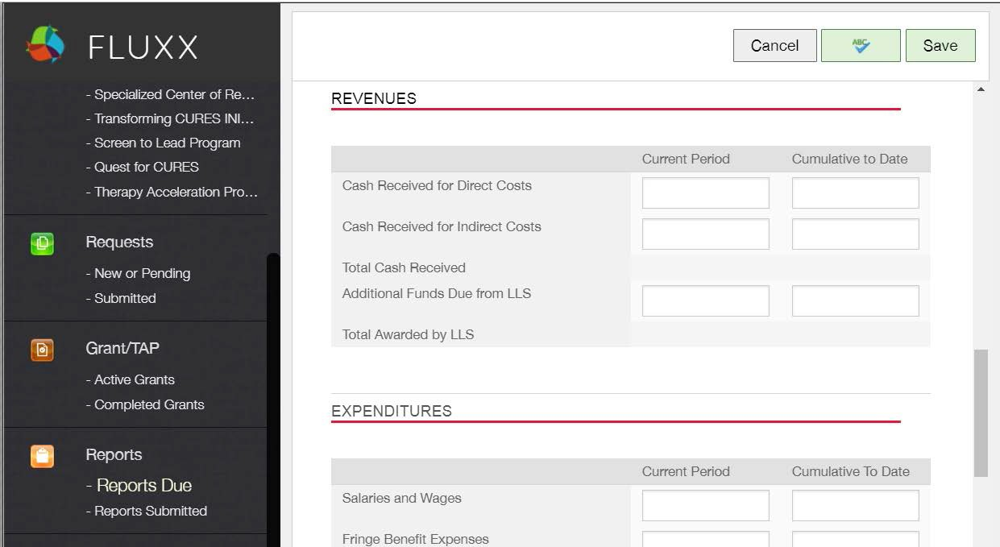 FLUXX
- Specialized Center of Re...
- Transforming CURES INI...
- Screen to Lead Program
- Quest for CURES
- Therapy Acceleration Pro...
Requests
- New or Pending
- Submitted
Grant/TAP
- Active Grants
- Completed Grants
Reports
- Reports Due
- Reports Submitted
Cancel ABC Save
REVENUES
Current Period Cumulative to Date
Cash Received for Direct Costs
Cash Received for Indirect Costs
Total Cash Received
Additional Funds Due from LLS
Total Awarded by LLS
EXPENDITURES
Current Period Cumulative To Date
Salaries and Wages
Fringe Benefit Expenses